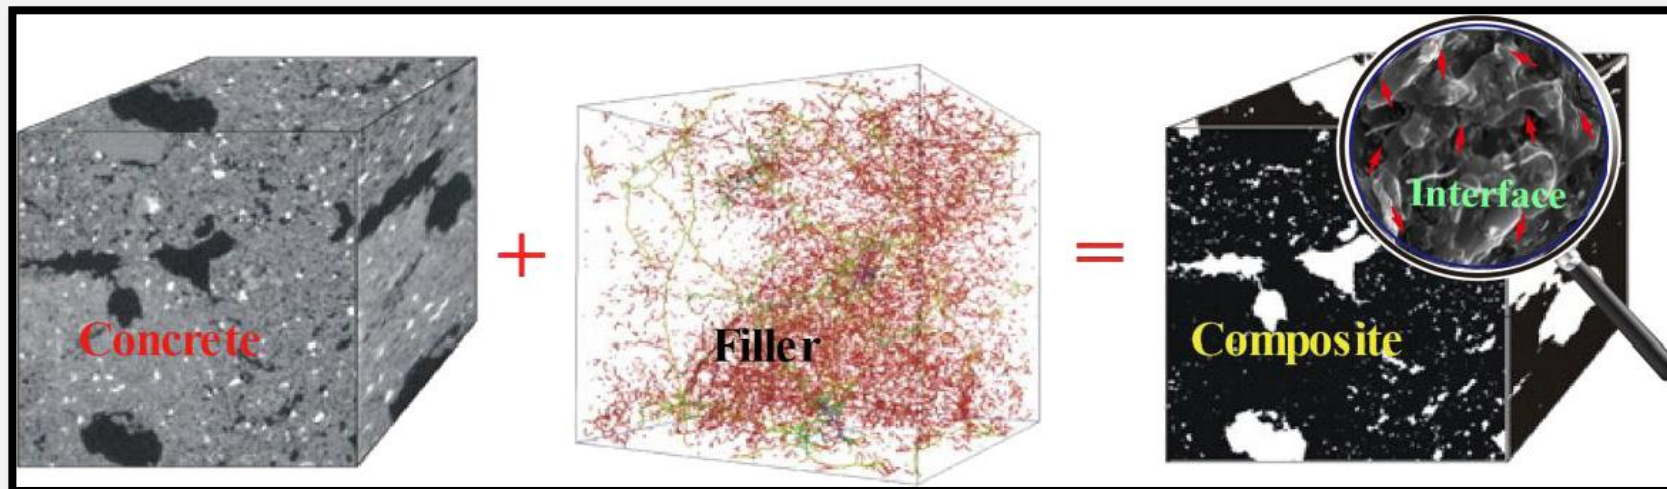 Concrete
+
Filler
=
Composite
Interface